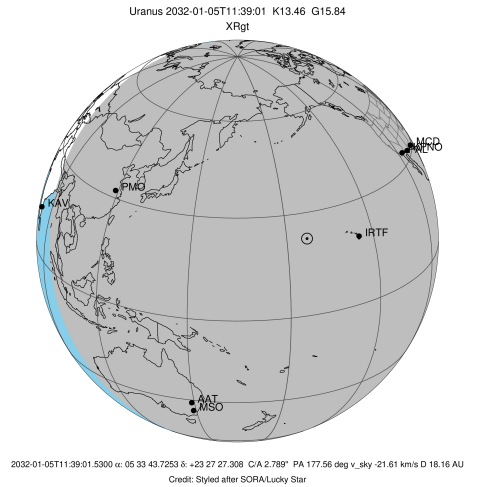 Uranus 2032-01-05T11:39:01 K13.46 G15.84
XRgt
MCD
KPNO
KAV
PMO
IRTF
AAT
MSO
2032-01-05T11:39:01.5300 α: 05 33 43.7253 δ: +23 27 27.308 C/A 2.789" PA 177.56 deg v_sky -21.61 km/s D 18.16 AU
Credit: Styled after SORA/Lucky Star